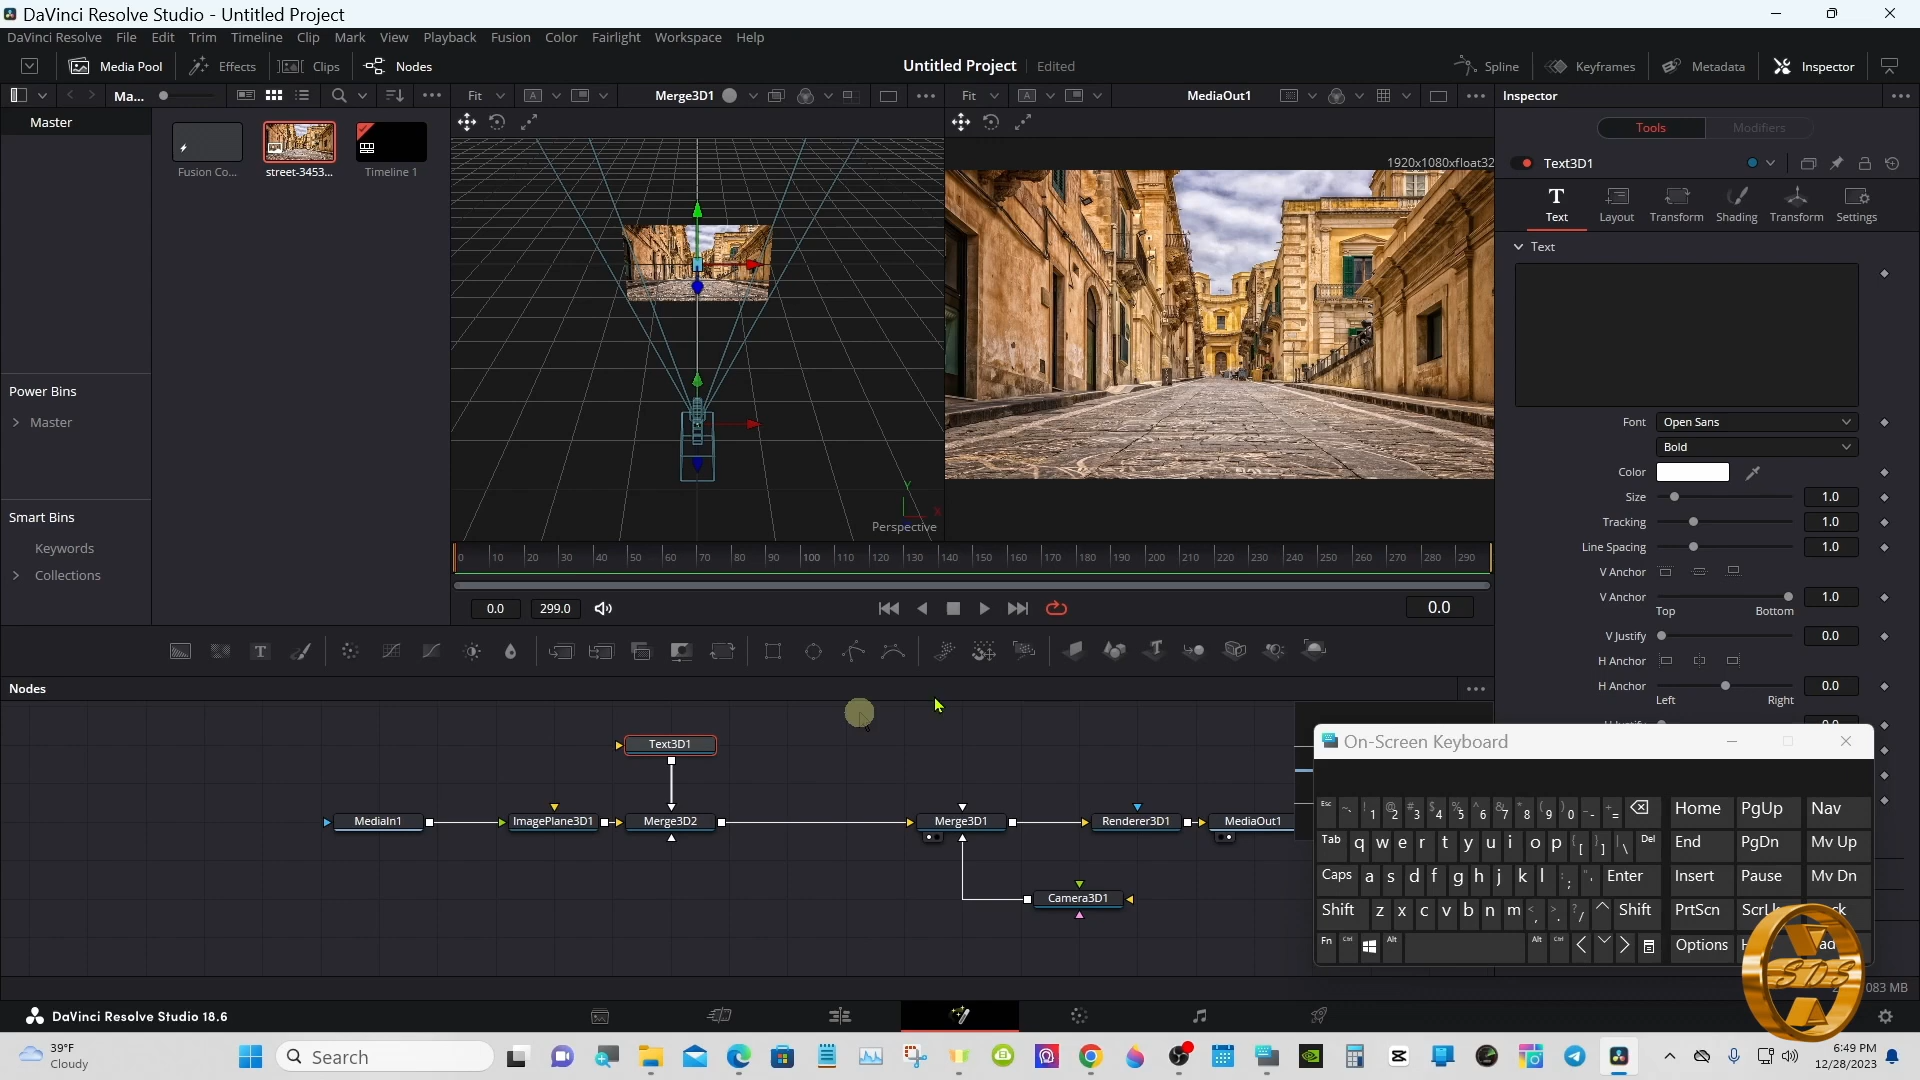 DaVinci Resolve Studio - Untitled Project
DaVinci Resolve File Edit Trim Timeline Clip Mark View Playback Fusion Color Fairlight Workspace Help
Media Pool Effects Clips Nodes Untitled Project Edited Spline Keyframes Metadata Inspector
Ma... Fit Merge3D1 Fit MediaOut1 Inspector
Master
Fusion Co... street-3453... Timeline 1
Power Bins
Master
Smart Bins
Keywords
Collections
1920x1080xfloat32
Perspective
Y
X
Tools Modifiers
Text3D1
Text Layout Transform Shading Transform Settings
Text
Font Open Sans
Bold
Color
Size 1.0
Tracking 1.0
Line Spacing 1.0
V Anchor
V Anchor 1.0
Top Bottom
V Justify 0.0
H Anchor
H Anchor 0.0
Left Right
0 10 20 30 40 50 60 70 80 90 100 110 120 130 140 150 160 170 180 190 200 210 220 230 240 250 260 270 280 290
0.0 299.0 0.0
Nodes
Text3D1
MediaIn1 ImagePlane3D1 Merge3D2 Merge3D1 Renderer3D1 MediaOut1
Camera3D1
On-Screen Keyboard
Esc ~ ` ! 1 @ 2 # 3 $ 4 % 5 ^ 6 & 7 * 8 ( 9 ) 0 _ - + = Home PgUp Nav
Tab q w e r t y u i o p { [ } ] | \ Del End PgDn Mv Up
Caps a s d f g h j k l : ; " ' Enter Insert Pause Mv Dn
Shift z x c v b n m < , > . ? / Shift PrtScn
Fn Ctrl Alt Alt Ctrl Options
SDS
083 MB
DaVinci Resolve Studio 18.6
39°F
Cloudy
Search
6:49 PM
12/28/2023